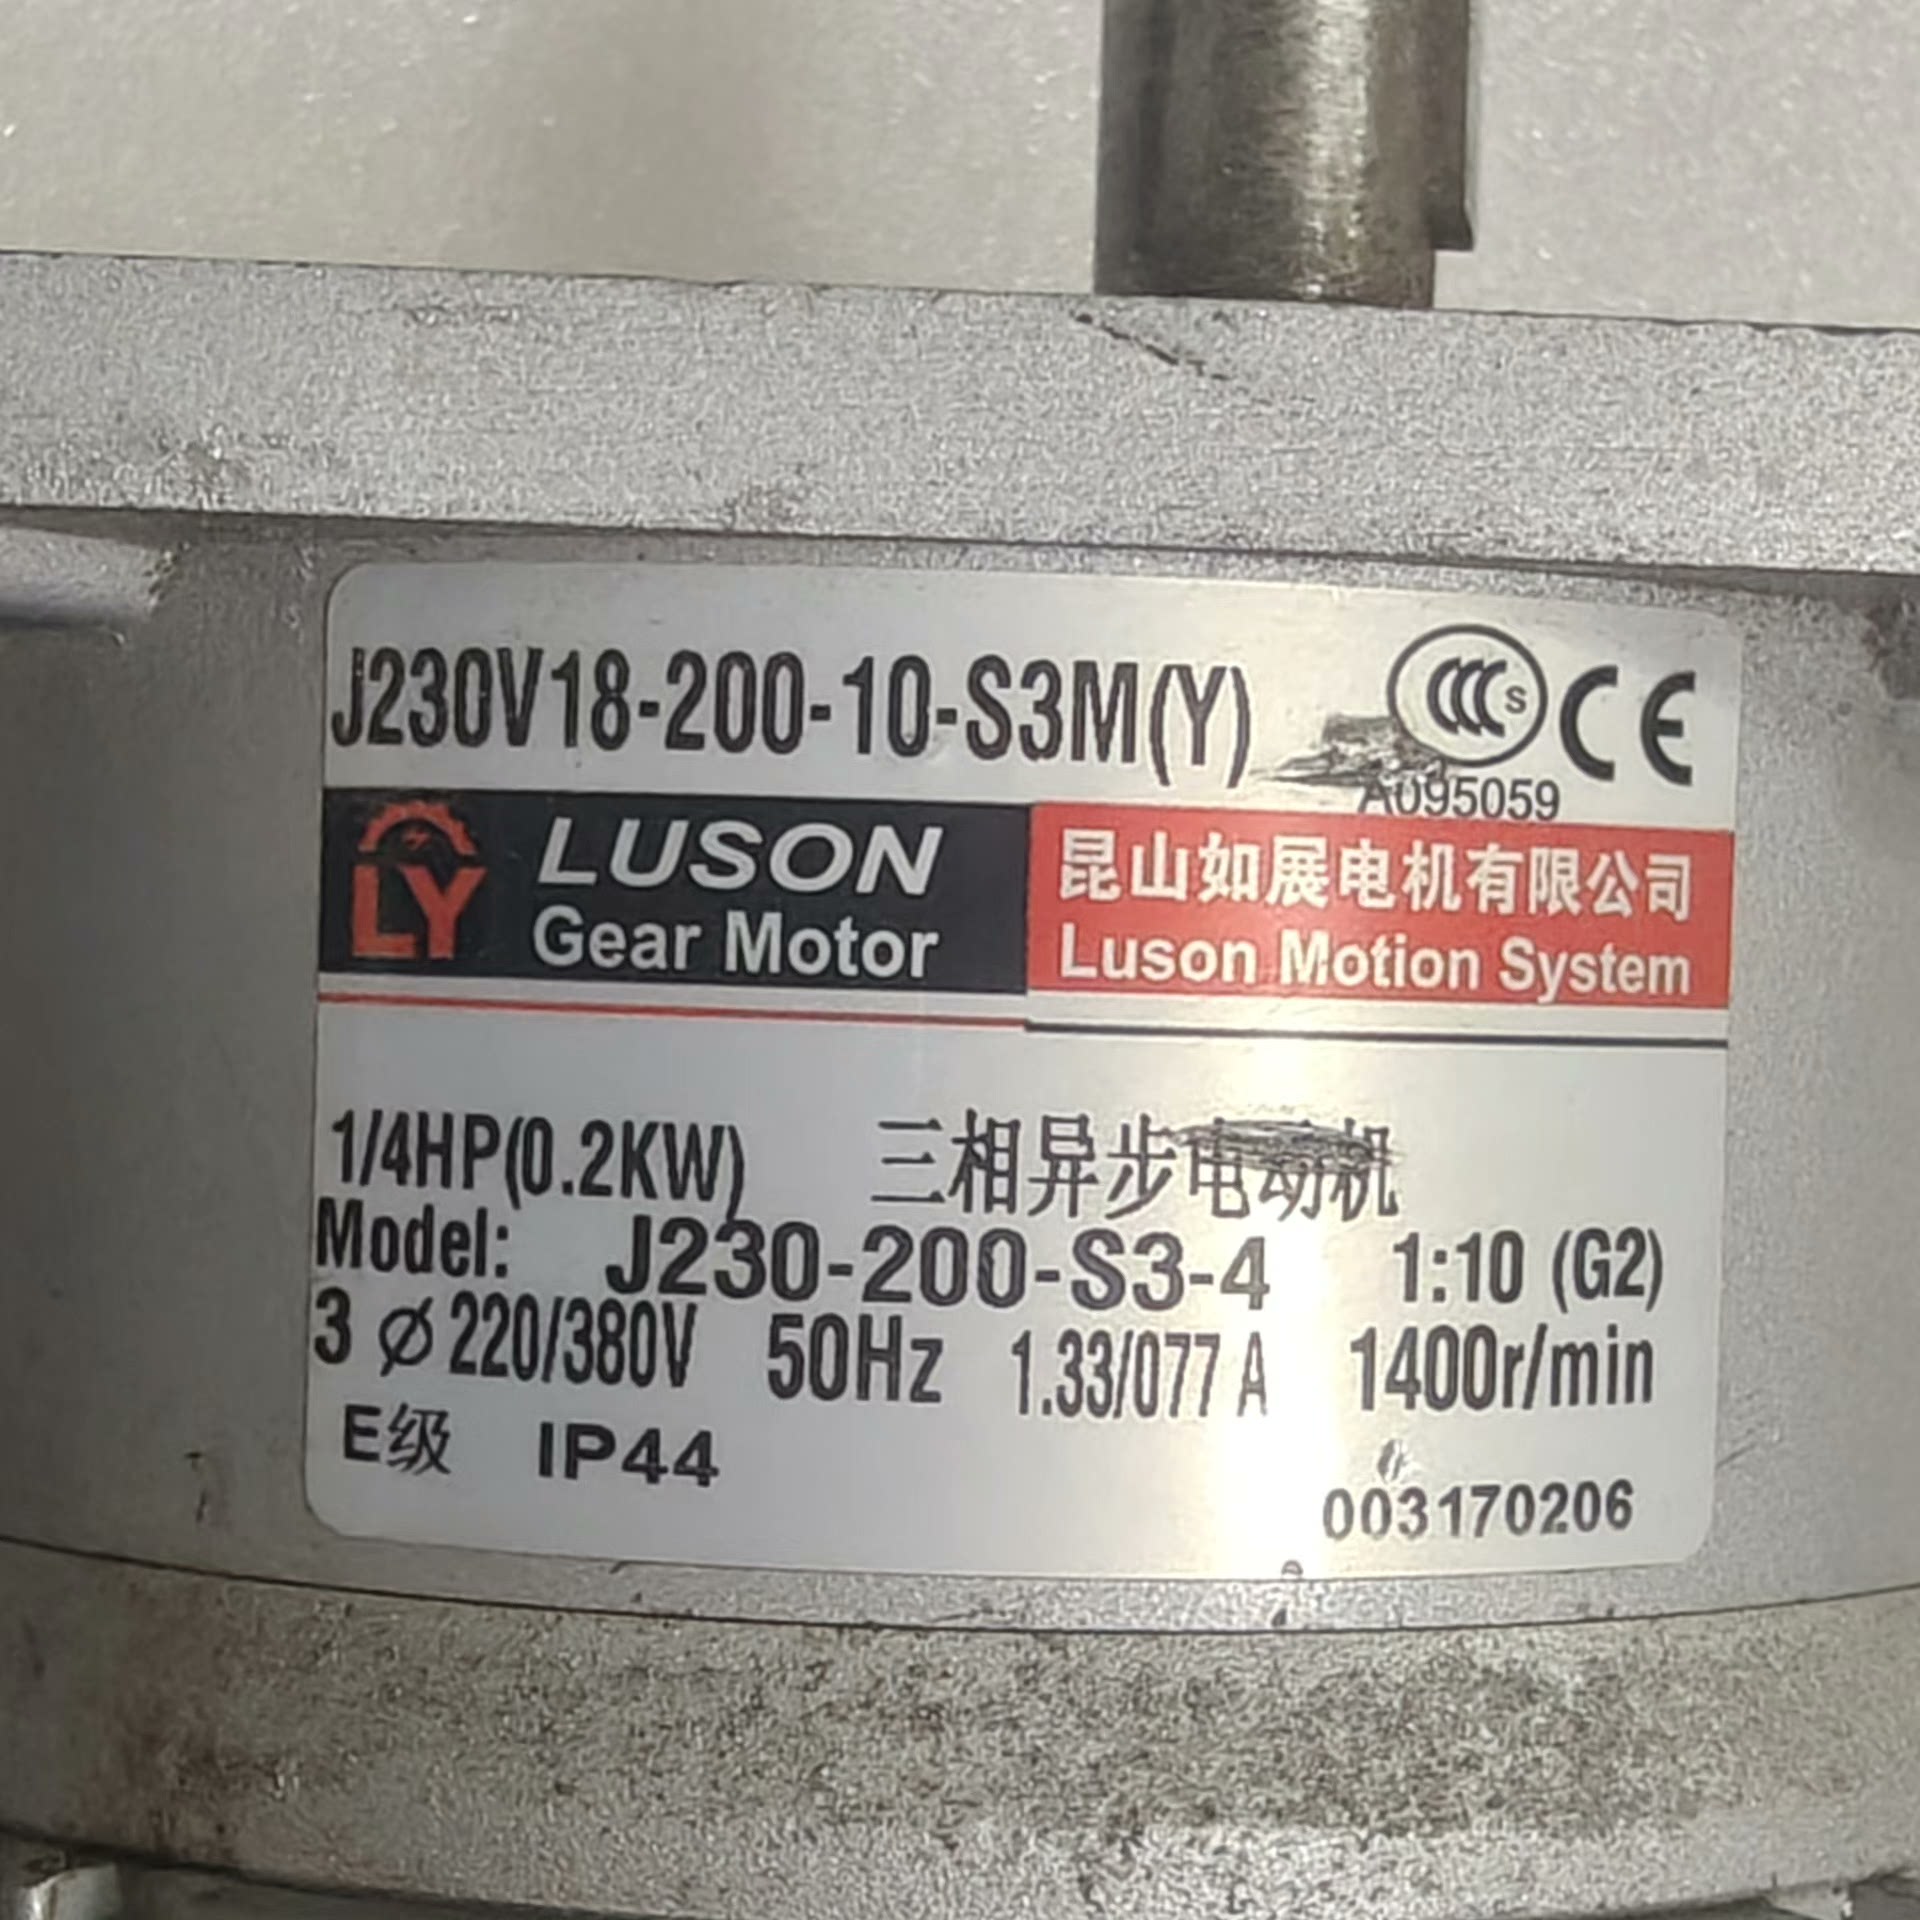 J230V18-200-10-S3M(Y)
CCC S CE
A095059
LY LUSON
Gear Motor
昆山如展电机有限公司
Luson Motion System
1/4HP(0.2KW) 三相异步电动机
Model: J230-200-S3-4 1:10 (G2)
3 ⌀ 220/380V 50Hz 1.33/077 A 1400r/min
E级 IP44
003170206